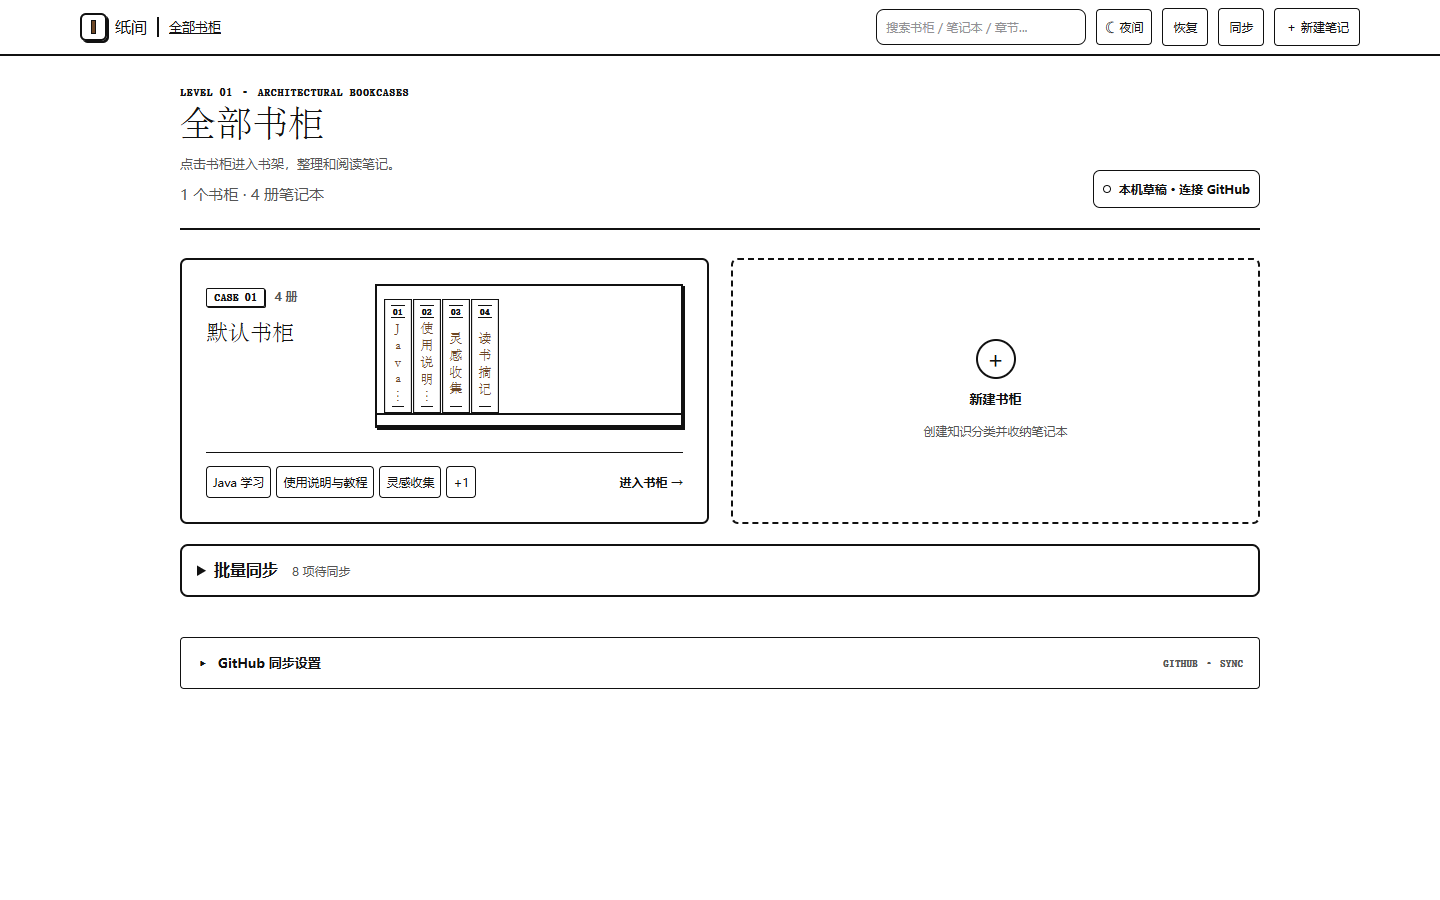 纸间 全部书柜 搜索书柜 / 笔记本 / 章节... ☾ 夜间 恢复 同步 + 新建笔记
LEVEL 01 - ARCHITECTURAL BOOKCASES
全部书柜
点击书柜进入书架，整理和阅读笔记。
1 个书柜 · 4 册笔记本
本机草稿 · 连接 GitHub
CASE 01 4 册
默认书柜
01 Java…
02 使用说明…
03 灵感收集
04 读书摘记
Java 学习 使用说明与教程 灵感收集 +1 进入书柜 →
+
新建书柜
创建知识分类并收纳笔记本
▶ 批量同步 8 项待同步
▸ GitHub 同步设置 GITHUB - SYNC